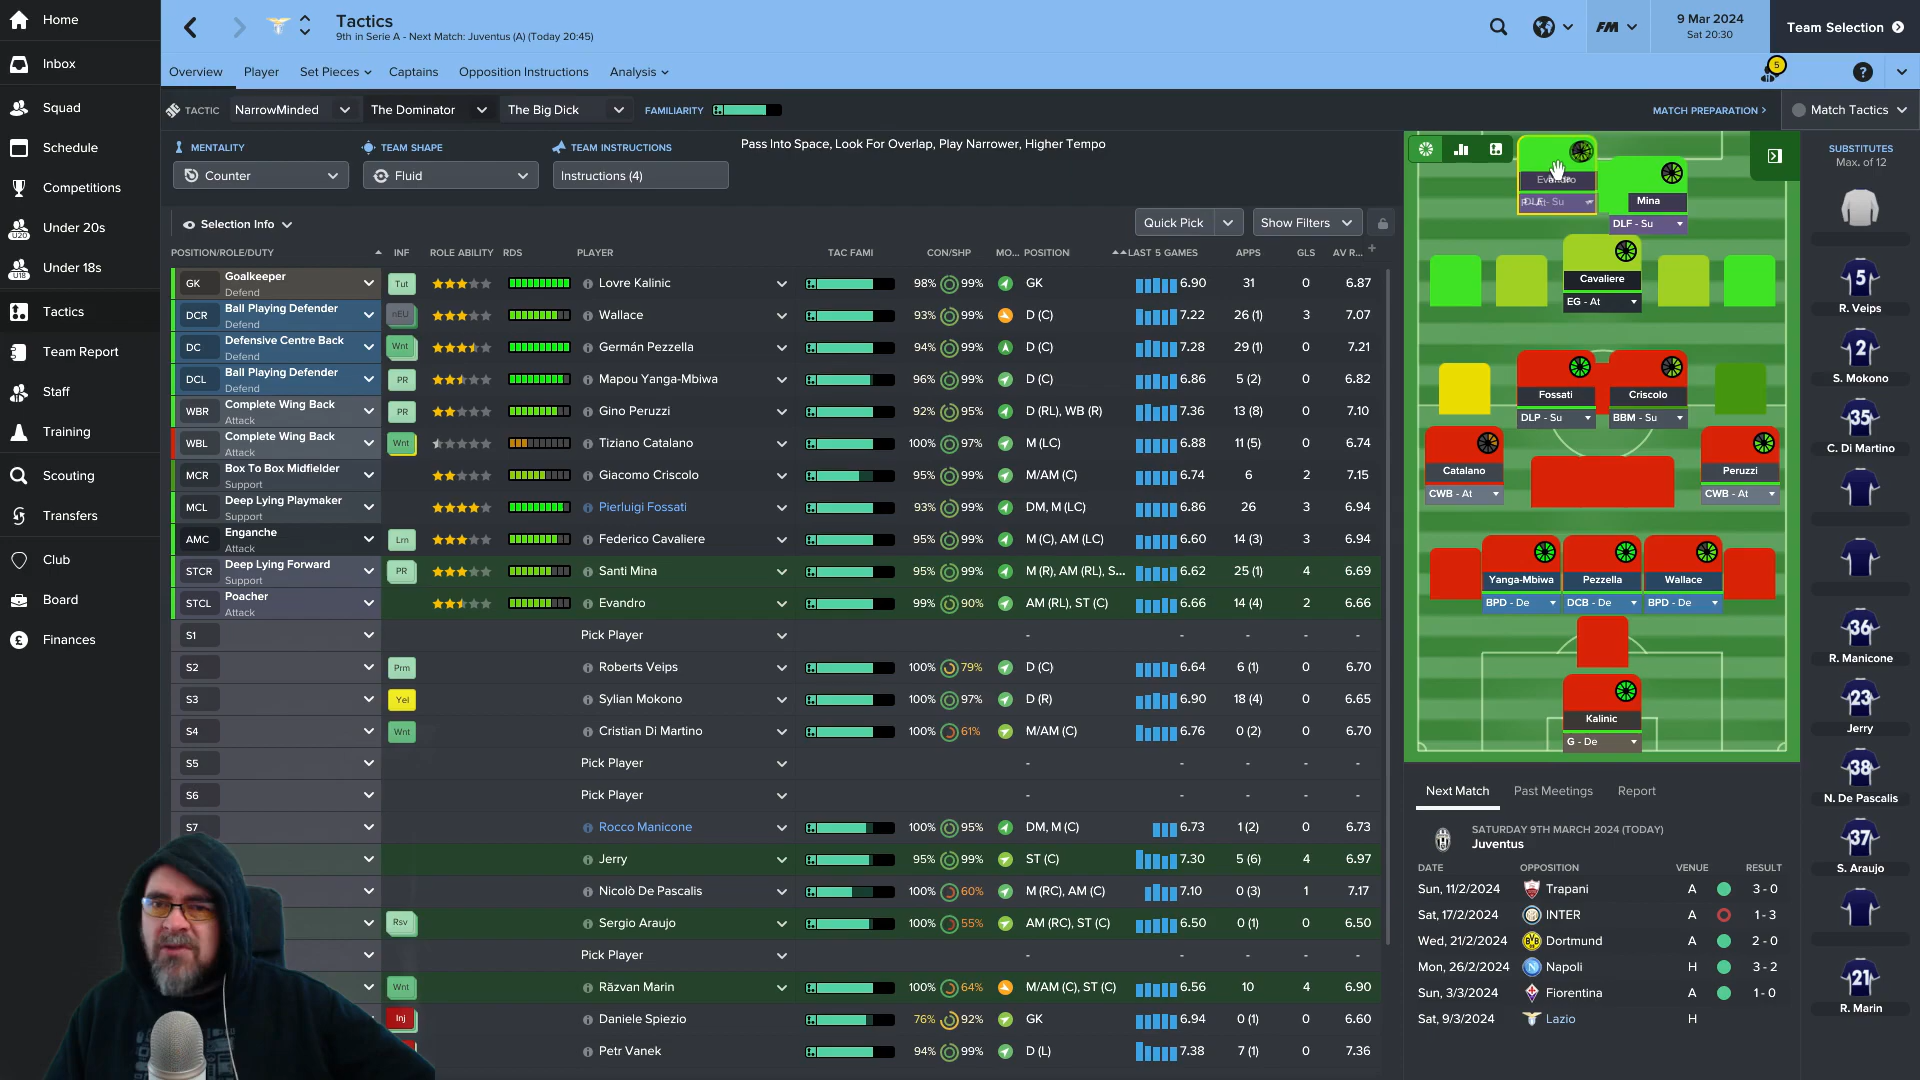 Home
Inbox
Squad
Schedule
Competitions
Under 20s
Under 18s
Tactics
Team Report
Staff
Training
Scouting
Transfers
Club
Board
Finances
Tactics
9th in Serie A - Next Match: Juventus (A) (Today 20:45)
FM
9 Mar 2024
Sat 20:30
Team Selection
Overview
Player
Set Pieces
Captains
Opposition Instructions
Analysis
5
TACTIC
NarrowMinded
The Dominator
The Big Dick
FAMILIARITY
MATCH PREPARATION >
Match Tactics
MENTALITY
Counter
TEAM SHAPE
Fluid
TEAM INSTRUCTIONS
Instructions (4)
Pass Into Space, Look For Overlap, Play Narrower, Higher Tempo
Selection Info
Quick Pick
Show Filters
POSITION/ROLE/DUTY INF ROLE ABILITY RDS PLAYER TAC FAMI CON/SHP MO... POSITION LAST 5 GAMES APPS GLS AV R...
GK Goalkeeper Defend Tut Lovre Kalinic 98% 99% GK 6.90 31 0 6.87
DCR Ball Playing Defender Defend nEU Wallace 93% 99% D (C) 7.22 26 (1) 3 7.07
DC Defensive Centre Back Defend Wnt Germán Pezzella 94% 99% D (C) 7.28 29 (1) 0 7.21
DCL Ball Playing Defender Defend PR Mapou Yanga-Mbiwa 96% 99% D (C) 6.86 5 (2) 0 6.82
WBR Complete Wing Back Attack PR Gino Peruzzi 92% 95% D (RL), WB (R) 7.36 13 (8) 0 7.10
WBL Complete Wing Back Attack Wnt Tiziano Catalano 100% 97% M (LC) 6.88 11 (5) 0 6.74
MCR Box To Box Midfielder Support Giacomo Criscolo 95% 99% M/AM (C) 6.74 6 2 7.15
MCL Deep Lying Playmaker Support Pierluigi Fossati 93% 99% DM, M (LC) 6.86 26 3 6.94
AMC Enganche Attack Lrn Federico Cavaliere 95% 99% M (C), AM (LC) 6.60 14 (3) 3 6.94
STCR Deep Lying Forward Support PR Santi Mina 95% 99% M (R), AM (RL), S... 6.62 25 (1) 4 6.69
STCL Poacher Attack Evandro 99% 90% AM (RL), ST (C) 6.66 14 (4) 2 6.66
S1 Pick Player - - - - -
S2 Prm Roberts Veips 100% 79% D (C) 6.64 6 (1) 0 6.70
S3 Yel Sylian Mokono 100% 97% D (R) 6.90 18 (4) 0 6.65
S4 Wnt Cristian Di Martino 100% 61% M/AM (C) 6.76 0 (2) 0 6.70
S5 Pick Player - - - - -
S6 Pick Player - - - - -
S7 Rocco Manicone 100% 95% DM, M (C) 6.73 1 (2) 0 6.73
Jerry 95% 99% ST (C) 7.30 5 (6) 4 6.97
Nicolò De Pascalis 100% 60% M (RC), AM (C) 7.10 0 (3) 1 7.17
Rsv Sergio Araujo 100% 55% AM (RC), ST (C) 6.50 0 (1) 0 6.50
Pick Player - - - - -
Wnt Răzvan Marin 100% 64% M/AM (C), ST (C) 6.56 10 4 6.90
Inj Daniele Spiezio 76% 92% GK 6.94 0 (1) 0 6.60
Petr Vanek 94% 99% D (L) 7.38 7 (1) 0 7.36
Mina
DLF - Su
Cavaliere
EG - At
Fossati
DLP - Su
Criscolo
BBM - Su
Catalano
CWB - At
Peruzzi
CWB - At
Yanga-Mbiwa
BPD - De
Pezzella
DCB - De
Wallace
BPD - De
Kalinic
G - De
SUBSTITUTES
Max. of 12
5
R. Veips
2
S. Mokono
35
C. Di Martino
36
R. Manicone
23
Jerry
38
N. De Pascalis
37
S. Araujo
21
R. Marin
Next Match
Past Meetings
Report
SATURDAY 9TH MARCH 2024 (TODAY)
Juventus
DATE OPPOSITION VENUE RESULT
Sun, 11/2/2024 Trapani A 3 - 0
Sat, 17/2/2024 INTER A 1 - 3
Wed, 21/2/2024 Dortmund A 2 - 0
Mon, 26/2/2024 Napoli H 3 - 2
Sun, 3/3/2024 Fiorentina A 1 - 0
Sat, 9/3/2024 Lazio H